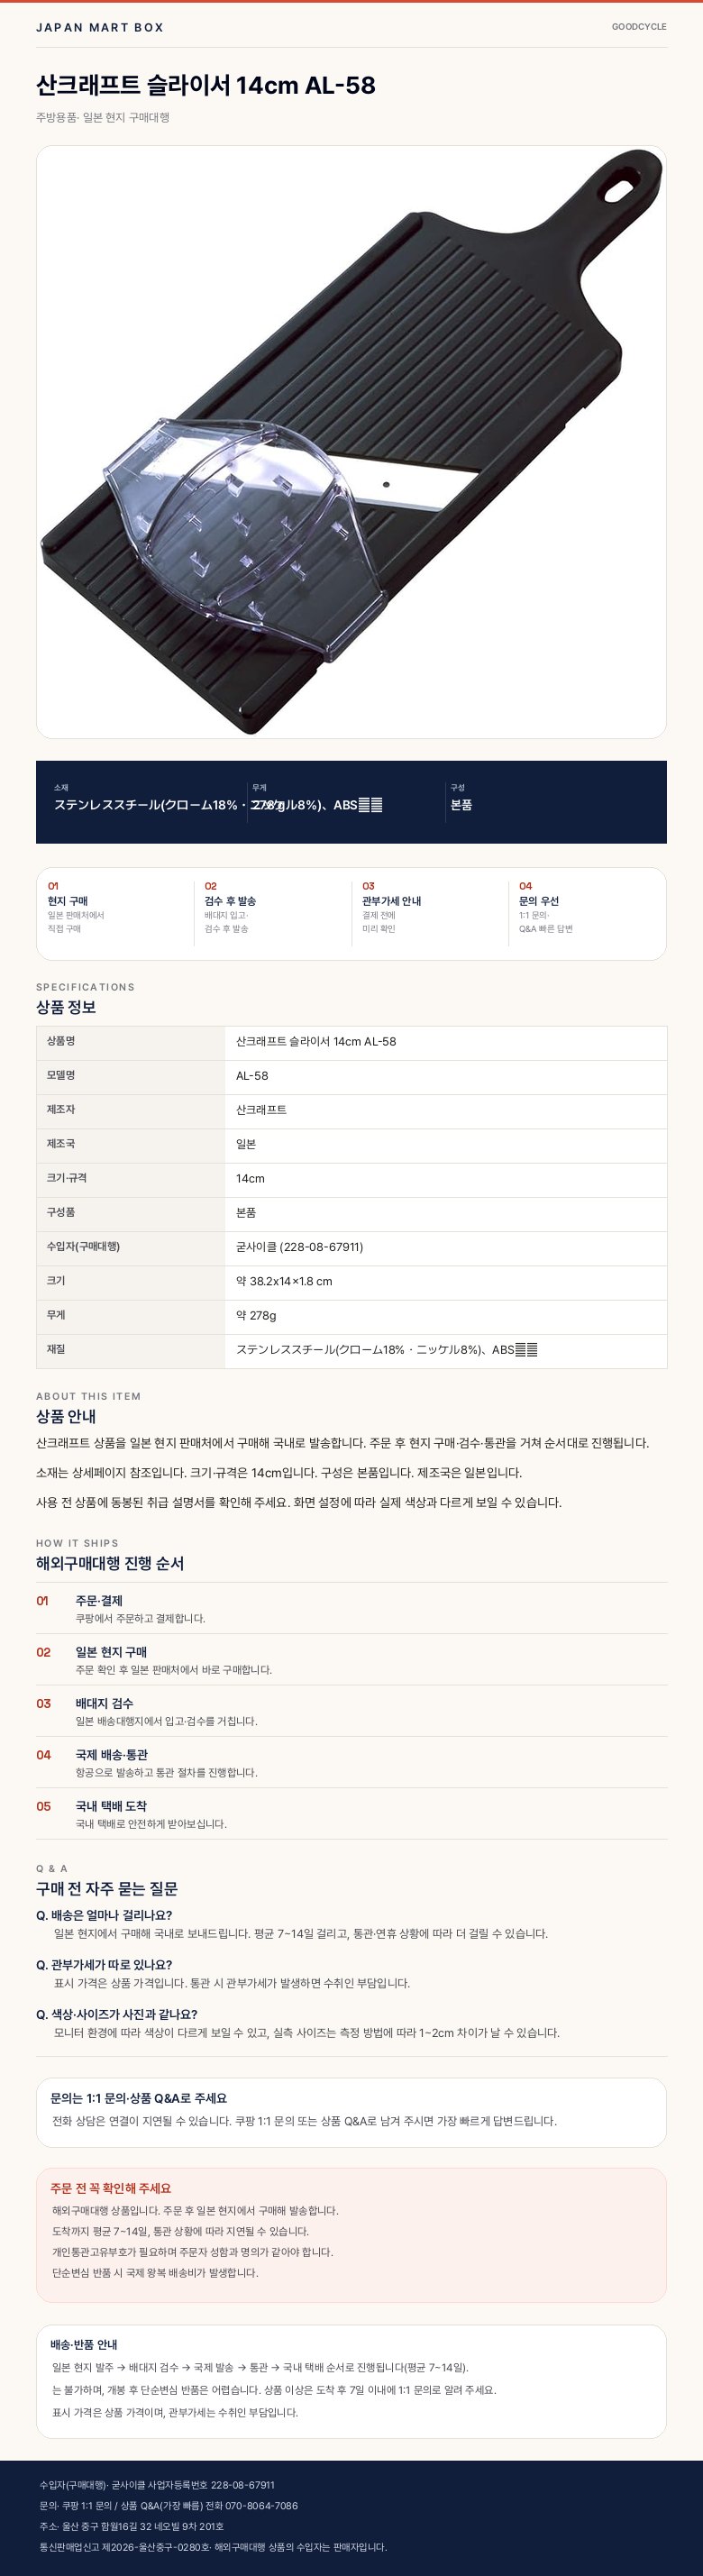 JAPAN MART BOX
GOODCYCLE
산크래프트 슬라이서 14cm AL-58
주방용품· 일본 현지 구매대행
소재
무게
구성
ステンレススチール(クローム18%・ニッケル8%)、ABS
278g
본품
01
02
03
04
현지 구매
검수 후 발송
관부가세 안내
문의 우선
일본 판매처에서
배대지 입고·
결제 전에
1:1 문의·
직접 구매
검수 후 발송
미리 확인
Q&A 빠른 답변
SPECIFICATIONS
상품 정보
상품명 산크래프트 슬라이서 14cm AL-58
모델명 AL-58
제조자 산크래프트
제조국 일본
크기·규격 14cm
구성품 본품
수입자(구매대행) 굳사이클 (228-08-67911)
크기 약 38.2x14×1.8 cm
무게 약 278g
재질 ステンレススチール(クローム18%・ニッケル8%)、ABS
ABOUT THIS ITEM
상품 안내
산크래프트 상품을 일본 현지 판매처에서 구매해 국내로 발송합니다. 주문 후 현지 구매·검수·통관을 거쳐 순서대로 진행됩니다.
소재는 상세페이지 참조입니다. 크기·규격은 14cm입니다. 구성은 본품입니다. 제조국은 일본입니다.
사용 전 상품에 동봉된 취급 설명서를 확인해 주세요. 화면 설정에 따라 실제 색상과 다르게 보일 수 있습니다.
HOW IT SHIPS
해외구매대행 진행 순서
01 주문·결제
쿠팡에서 주문하고 결제합니다.
02 일본 현지 구매
주문 확인 후 일본 판매처에서 바로 구매합니다.
03 배대지 검수
일본 배송대행지에서 입고·검수를 거칩니다.
04 국제 배송·통관
항공으로 발송하고 통관 절차를 진행합니다.
05 국내 택배 도착
국내 택배로 안전하게 받아보십니다.
Q & A
구매 전 자주 묻는 질문
Q. 배송은 얼마나 걸리나요?
일본 현지에서 구매해 국내로 보내드립니다. 평균 7~14일 걸리고, 통관·연휴 상황에 따라 더 걸릴 수 있습니다.
Q. 관부가세가 따로 있나요?
표시 가격은 상품 가격입니다. 통관 시 관부가세가 발생하면 수취인 부담입니다.
Q. 색상·사이즈가 사진과 같나요?
모니터 환경에 따라 색상이 다르게 보일 수 있고, 실측 사이즈는 측정 방법에 따라 1~2cm 차이가 날 수 있습니다.
문의는 1:1 문의·상품 Q&A로 주세요
전화 상담은 연결이 지연될 수 있습니다. 쿠팡 1:1 문의 또는 상품 Q&A로 남겨 주시면 가장 빠르게 답변드립니다.
주문 전 꼭 확인해 주세요
해외구매대행 상품입니다. 주문 후 일본 현지에서 구매해 발송합니다.
도착까지 평균 7~14일, 통관 상황에 따라 지연될 수 있습니다.
개인통관고유부호가 필요하며 주문자 성함과 명의가 같아야 합니다.
단순변심 반품 시 국제 왕복 배송비가 발생합니다.
배송·반품 안내
일본 현지 발주 → 배대지 검수 → 국제 발송 → 통관 → 국내 택배 순서로 진행됩니다(평균 7~14일).
는 불가하며, 개봉 후 단순변심 반품은 어렵습니다. 상품 이상은 도착 후 7일 이내에 1:1 문의로 알려 주세요.
표시 가격은 상품 가격이며, 관부가세는 수취인 부담입니다.
수입자(구매대행)· 굳사이클 사업자등록번호 228-08-67911
문의· 쿠팡 1:1 문의 / 상품 Q&A(가장 빠름) 전화 070-8064-7086
주소· 울산 중구 함월16길 32 네오빌 9차 201호
통신판매업신고 제2026-울산중구-0280호· 해외구매대행 상품의 수입자는 판매자입니다.